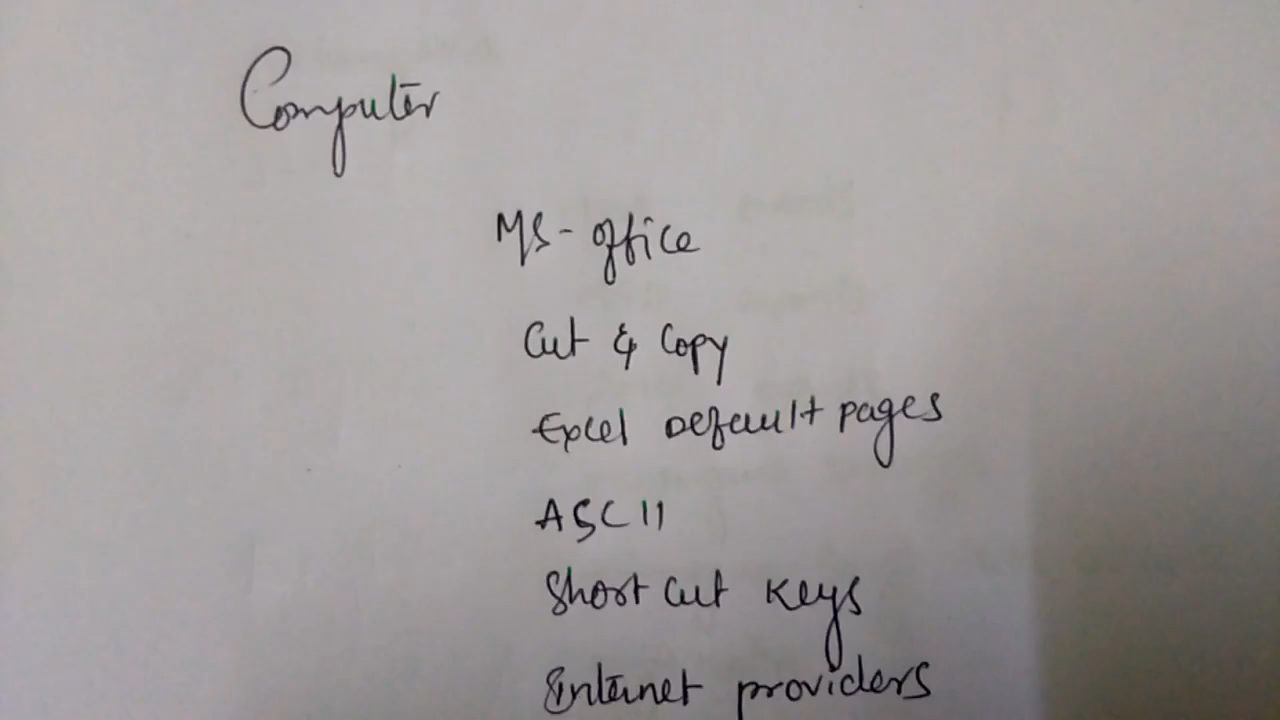 Computer
MS-office
Cut & Copy
Excel Default pages
ASCII
Short cut keys
Internet providers